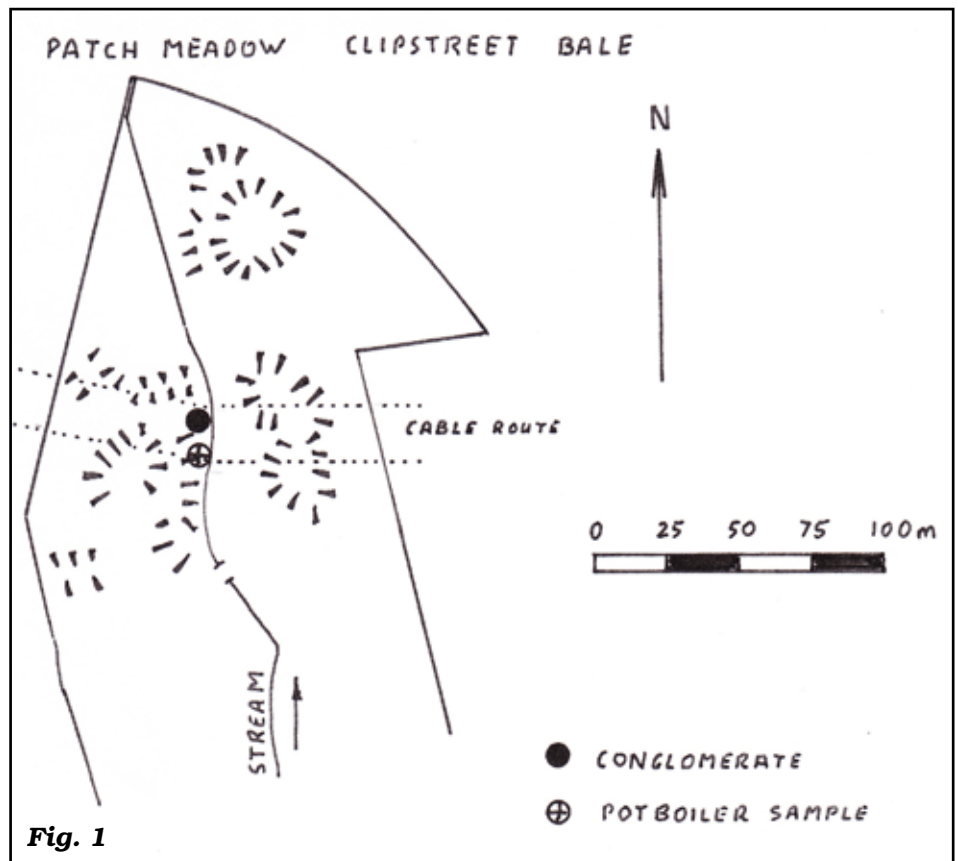 PATCH MEADOW CLIPSTREET BALE
N
CABLE ROUTE
0 25 50 75 100m
STREAM
CONGLOMERATE
POTBOILER SAMPLE
Fig. 1